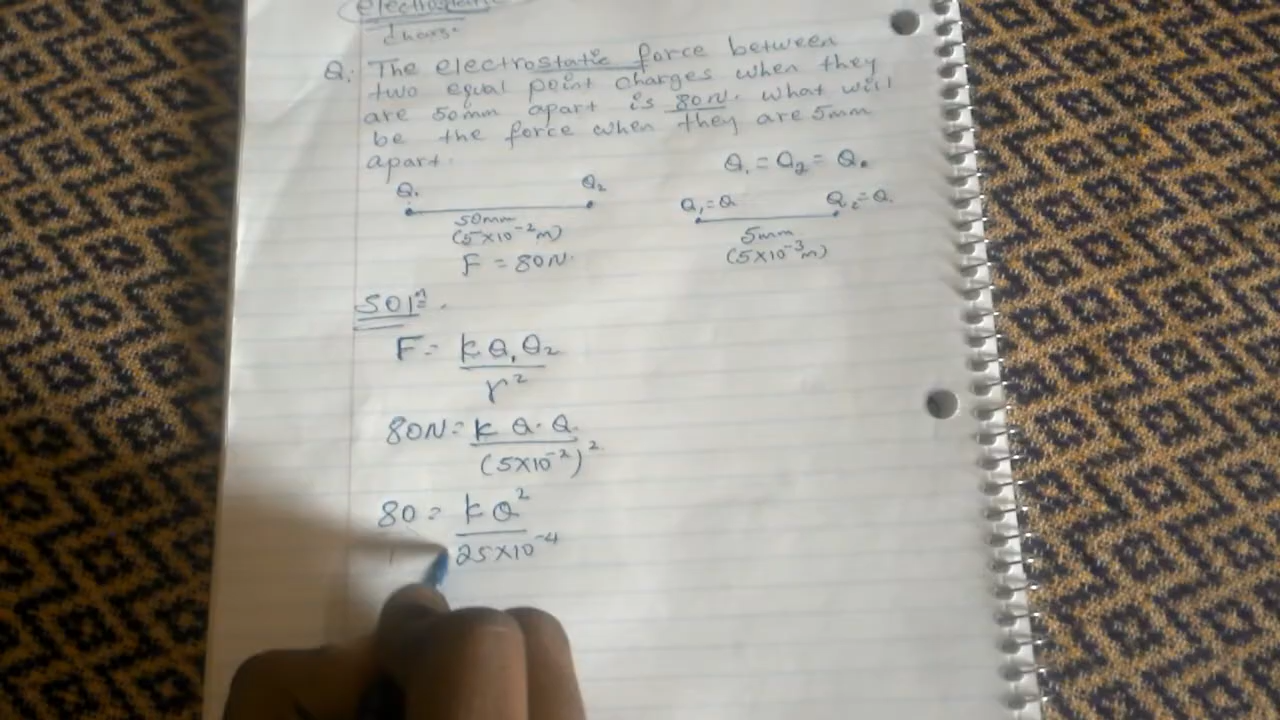 Q: The electrostatic force between
two equal point charges when they
are 50mm apart is 80N. What will
be the force when they are 5mm
apart.
Q₁ = Q₂ = Q.
Q₁ Q₂
50mm
(5×10⁻²m)
F = 80N.
Q₁=Q Q₂=Q.
5mm
(5×10⁻³m)
Solⁿ.
F = kQ₁Q₂
r²
80N = k Q·Q.
(5×10⁻²)²
80 = kQ²
25×10⁻⁴